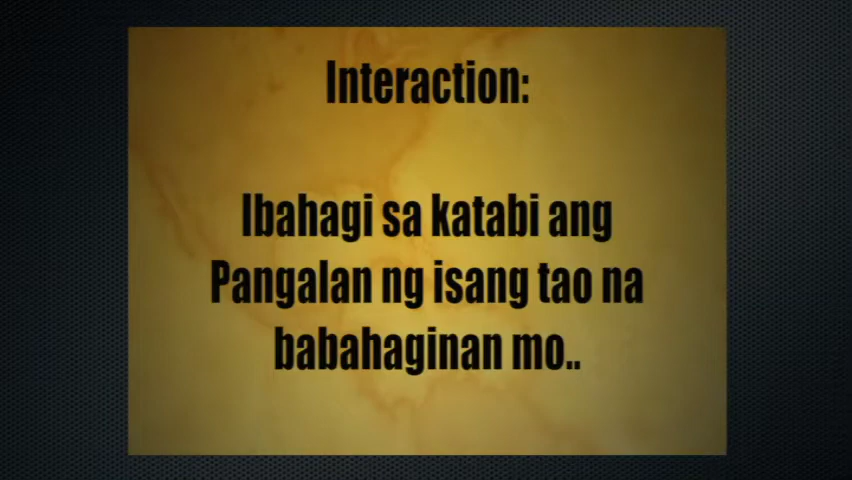 Interaction:
Ibahagi sa katabi ang
Pangalan ng isang tao na
babahaginan mo..